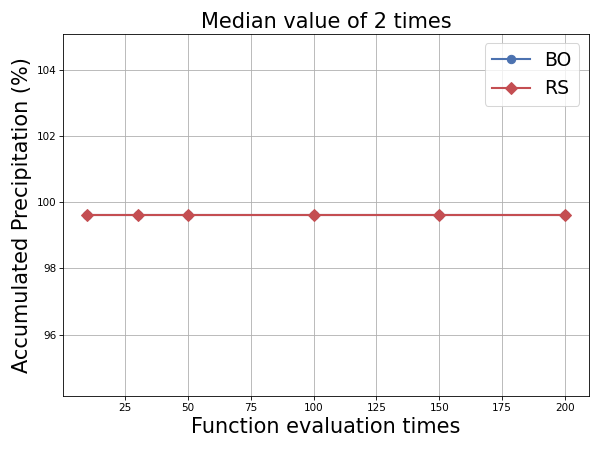 Median value of 2 times
BO
RS
Accumulated Precipitation (%)
104
102
100
98
96
25
50
75
100
125
150
175
200
Function evaluation times